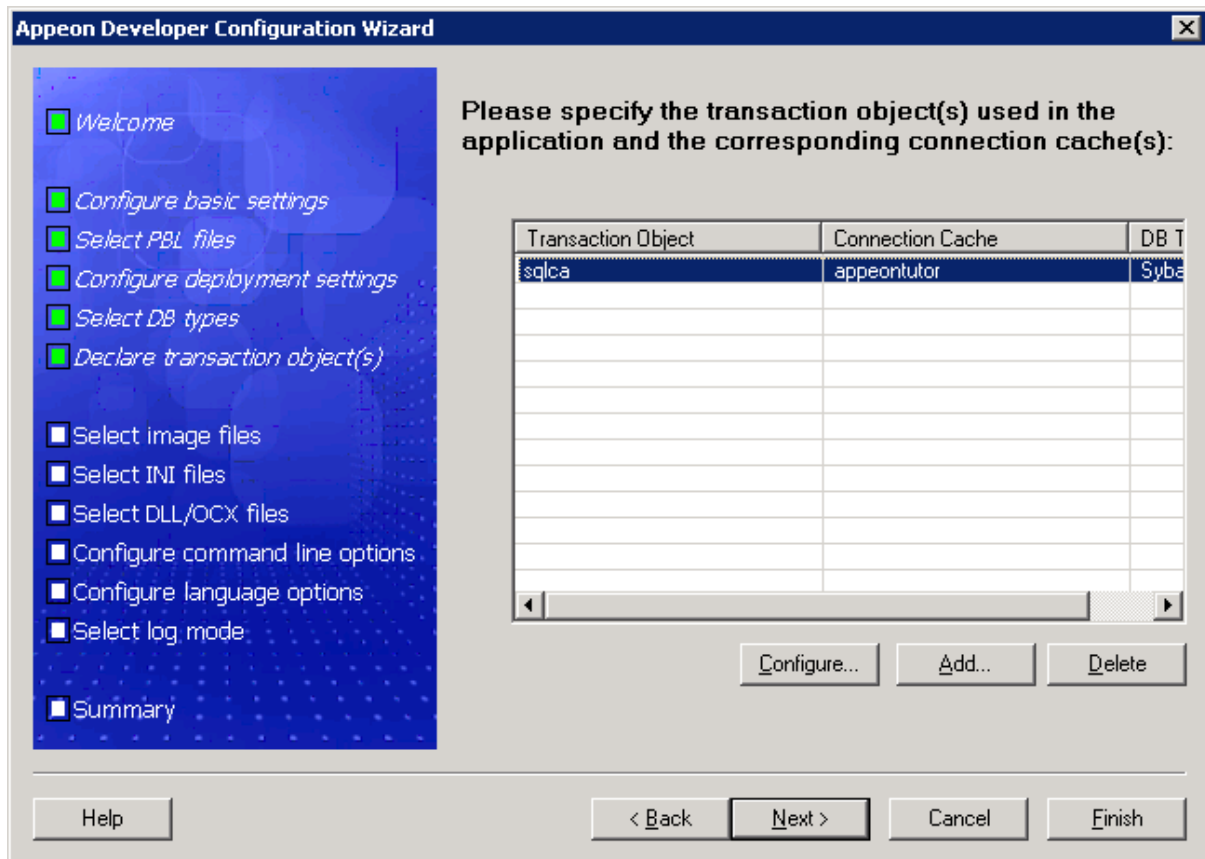 Appeon Developer Configuration Wizard
Welcome
Configure basic settings
Select PBL files
Configure deployment settings
Select DB types
Declare transaction object(s)
Select image files
Select INI files
Select DLL/OCX files
Configure command line options
Configure language options
Select log mode
Summary
Please specify the transaction object(s) used in the
application and the corresponding connection cache(s):
Transaction Object Connection Cache DB T
sqlca appeontutor Syba
Configure... Add... Delete
Help < Back Next > Cancel Finish